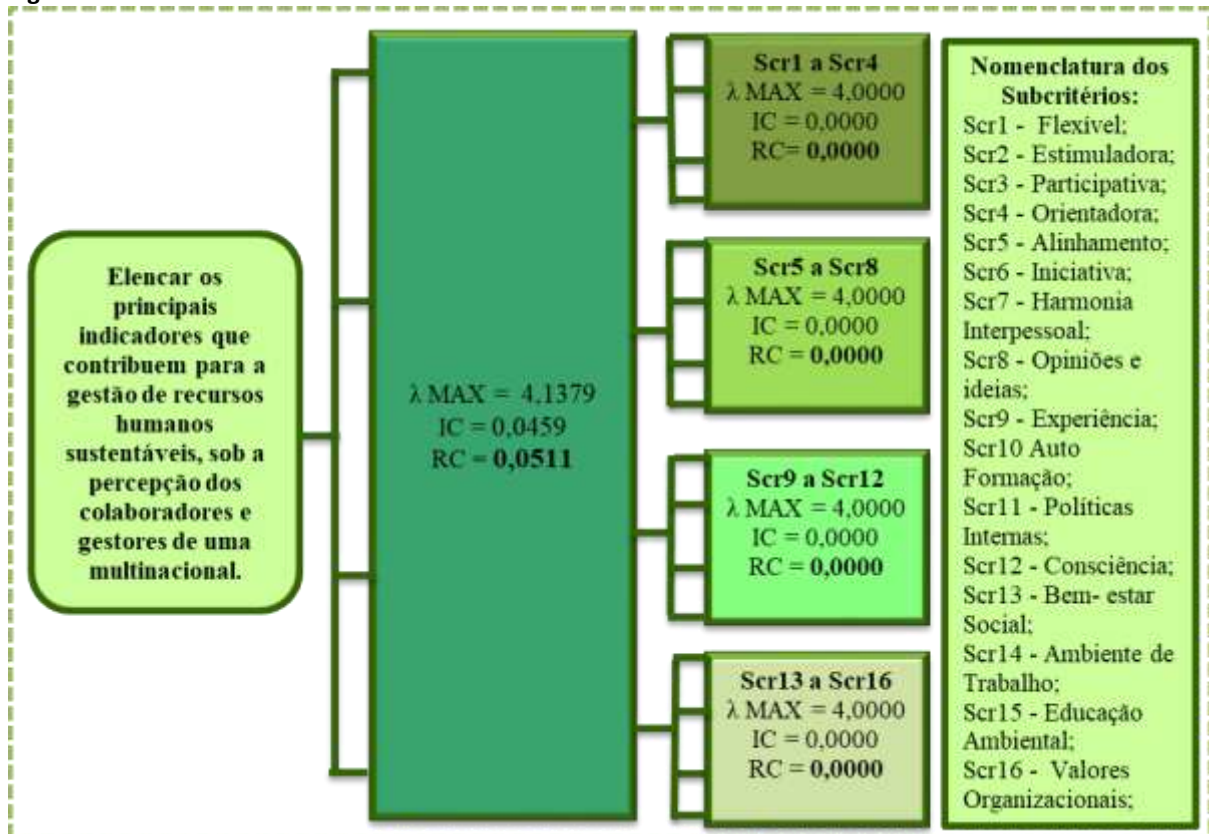 Elencar os
principais
indicadores que
contribuem para a
gestão de recursos
humanos
sustentáveis, sob a
percepção dos
colaboradores e
gestores de uma
multinacional.
λ MAX = 4,1379
IC = 0,0459
RC = 0,0511
Scr1 a Scr4
λ MAX = 4,0000
IC = 0,0000
RC= 0,0000
Scr5 a Scr8
λ MAX = 4,0000
IC = 0,0000
RC = 0,0000
Scr9 a Scr12
λ MAX = 4,0000
IC = 0,0000
RC = 0,0000
Scr13 a Scr16
λ MAX = 4,0000
IC = 0,0000
RC = 0,0000
Nomenclatura dos
Subcritérios:
Scr1 - Flexível;
Scr2 - Estimuladora;
Scr3 - Participativa;
Scr4 - Orientadora;
Scr5 - Alinhamento;
Scr6 - Iniciativa;
Scr7 - Harmonia
Interpessoal;
Scr8 - Opiniões e
ideias;
Scr9 - Experiência;
Scr10 Auto
Formação;
Scr11 - Políticas
Internas;
Scr12 - Consciência;
Scr13 - Bem- estar
Social;
Scr14 - Ambiente de
Trabalho;
Scr15 - Educação
Ambiental;
Scr16 - Valores
Organizacionais;